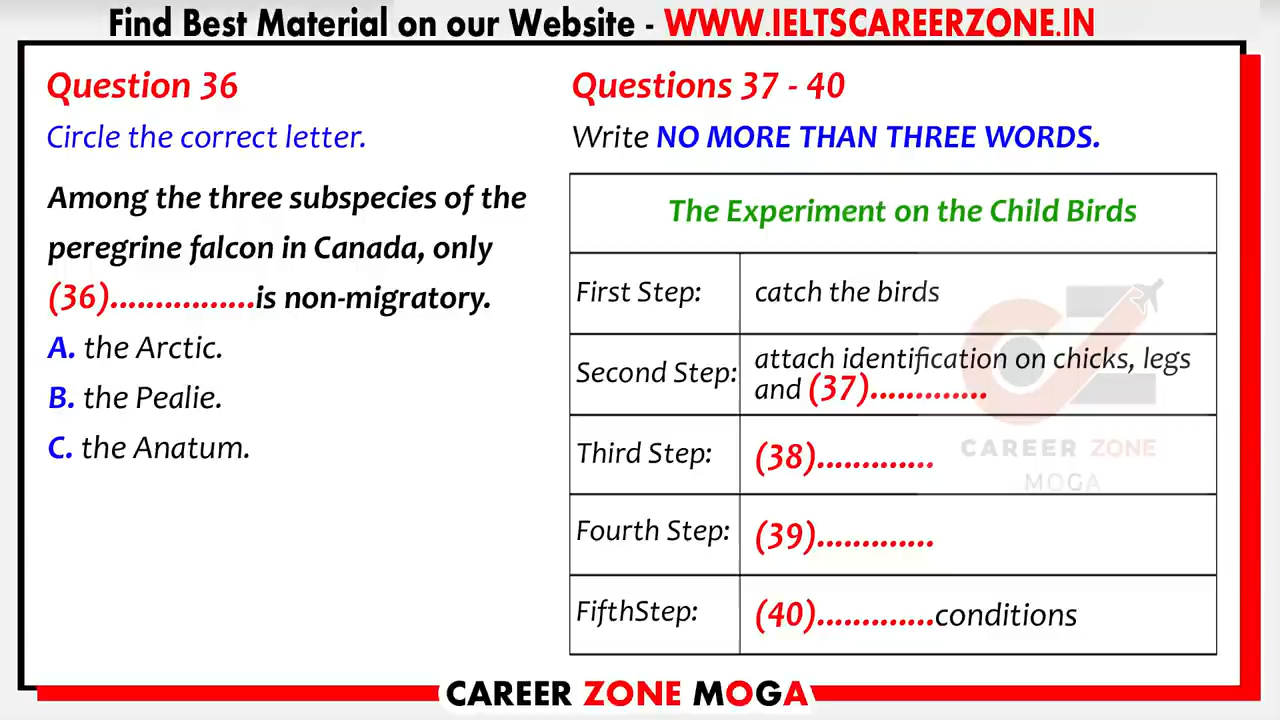 Find Best Material on our Website - WWW.IELTSCAREERZONE.IN
Question 36
Circle the correct letter.
Among the three subspecies of the
peregrine falcon in Canada, only
(36)................is non-migratory.
A. the Arctic.
B. the Pealie.
C. the Anatum.
Questions 37 - 40
Write NO MORE THAN THREE WORDS.
The Experiment on the Child Birds
First Step: catch the birds
Second Step: attach identification on chicks, legs
and (37).............
Third Step: (38).............
Fourth Step: (39).............
FifthStep: (40).............conditions
CAREER ZONE
MOGA
CAREER ZONE MOGA